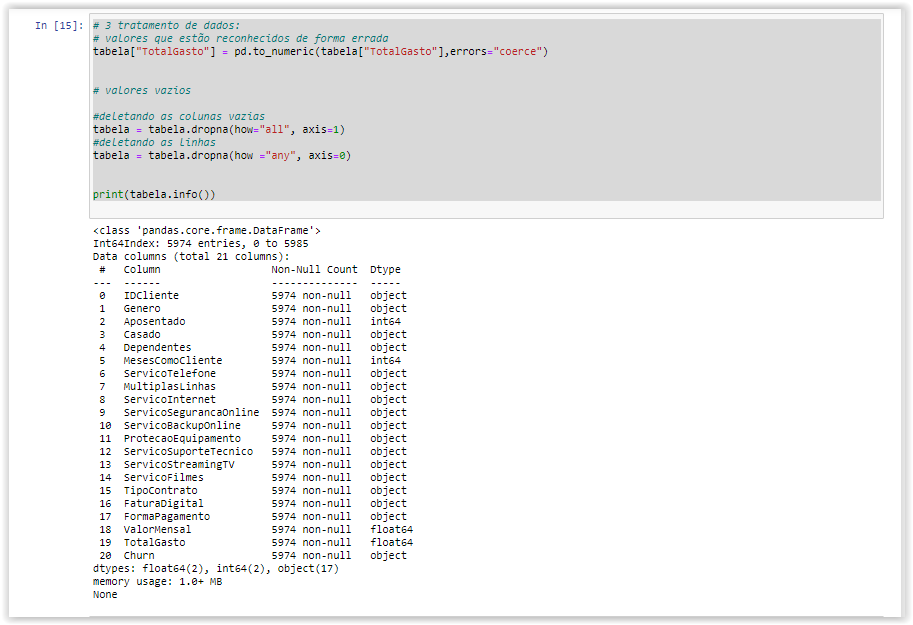 In [15]: # 3 tratamento de dados:
# valores que estão reconhecidos de forma errada
tabela["TotalGasto"] = pd.to_numeric(tabela["TotalGasto"],errors="coerce")
# valores vazios
#deletando as colunas vazias
tabela = tabela.dropna(how="all", axis=1)
#deletando as linhas
tabela = tabela.dropna(how ="any", axis=0)
print(tabela.info())
<class 'pandas.core.frame.DataFrame'>
Int64Index: 5974 entries, 0 to 5985
Data columns (total 21 columns):
 #   Column                 Non-Null Count  Dtype
---  ------                 --------------  -----
 0   IDCliente              5974 non-null   object
 1   Genero                 5974 non-null   object
 2   Aposentado             5974 non-null   int64
 3   Casado                 5974 non-null   object
 4   Dependentes            5974 non-null   object
 5   MesesComoCliente       5974 non-null   int64
 6   ServicoTelefone        5974 non-null   object
 7   MultiplasLinhas        5974 non-null   object
 8   ServicoInternet        5974 non-null   object
 9   ServicoSegurancaOnline 5974 non-null   object
 10  ServicoBackupOnline    5974 non-null   object
 11  ProtecaoEquipamento    5974 non-null   object
 12  ServicoSuporteTecnico  5974 non-null   object
 13  ServicoStreamingTV     5974 non-null   object
 14  ServicoFilmes          5974 non-null   object
 15  TipoContrato           5974 non-null   object
 16  FaturaDigital          5974 non-null   object
 17  FormaPagamento         5974 non-null   object
 18  ValorMensal            5974 non-null   float64
 19  TotalGasto             5974 non-null   float64
 20  Churn                  5974 non-null   object
dtypes: float64(2), int64(2), object(17)
memory usage: 1.0+ MB
None